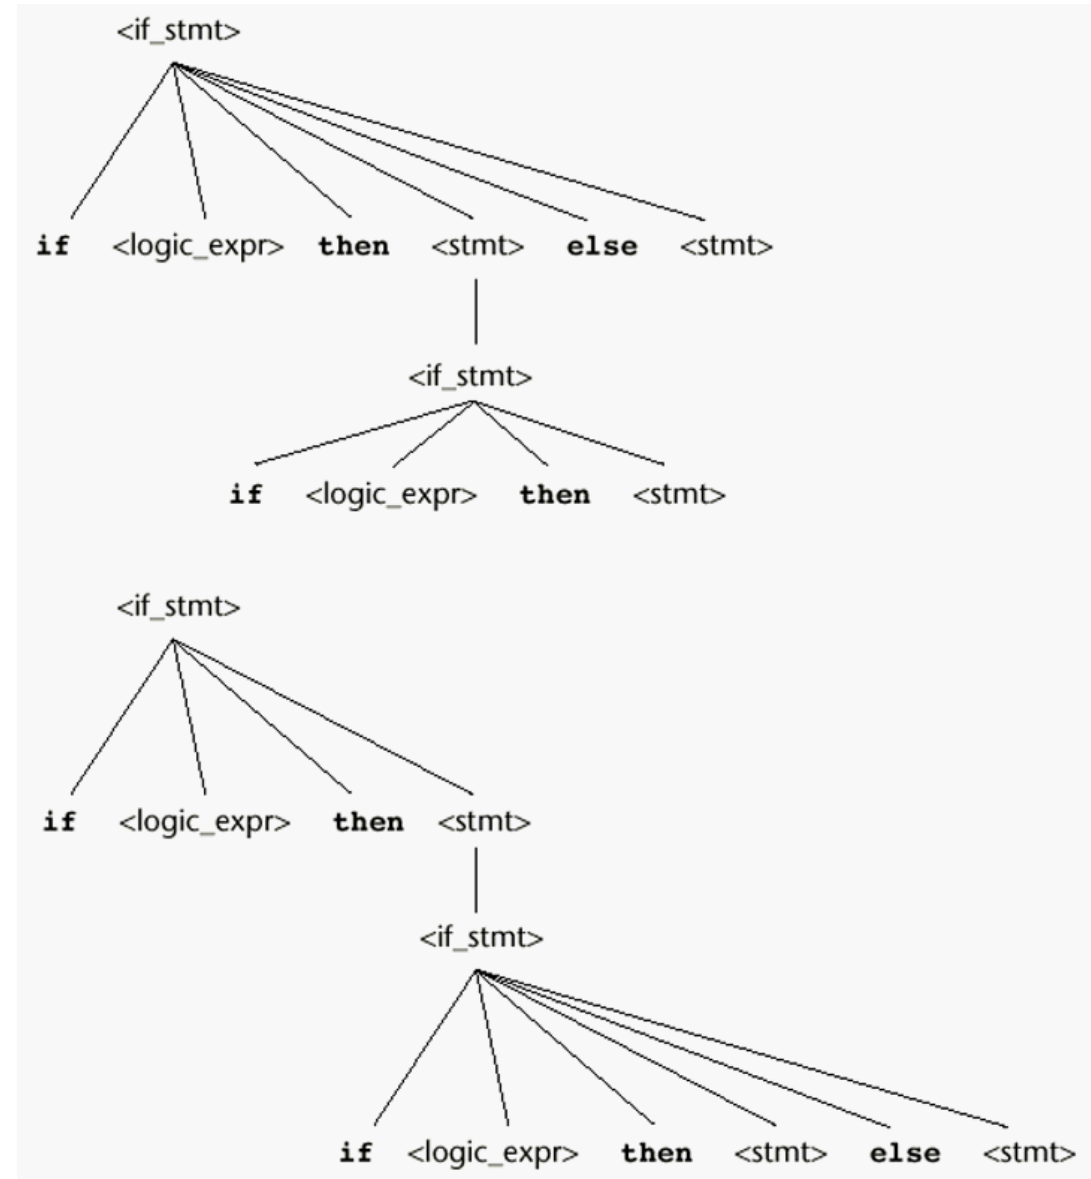 <if_stmt>
if <logic_expr> then <stmt> else <stmt>
<if_stmt>
if <logic_expr> then <stmt>
<if_stmt>
if <logic_expr> then <stmt>
<if_stmt>
if <logic_expr> then <stmt> else <stmt>